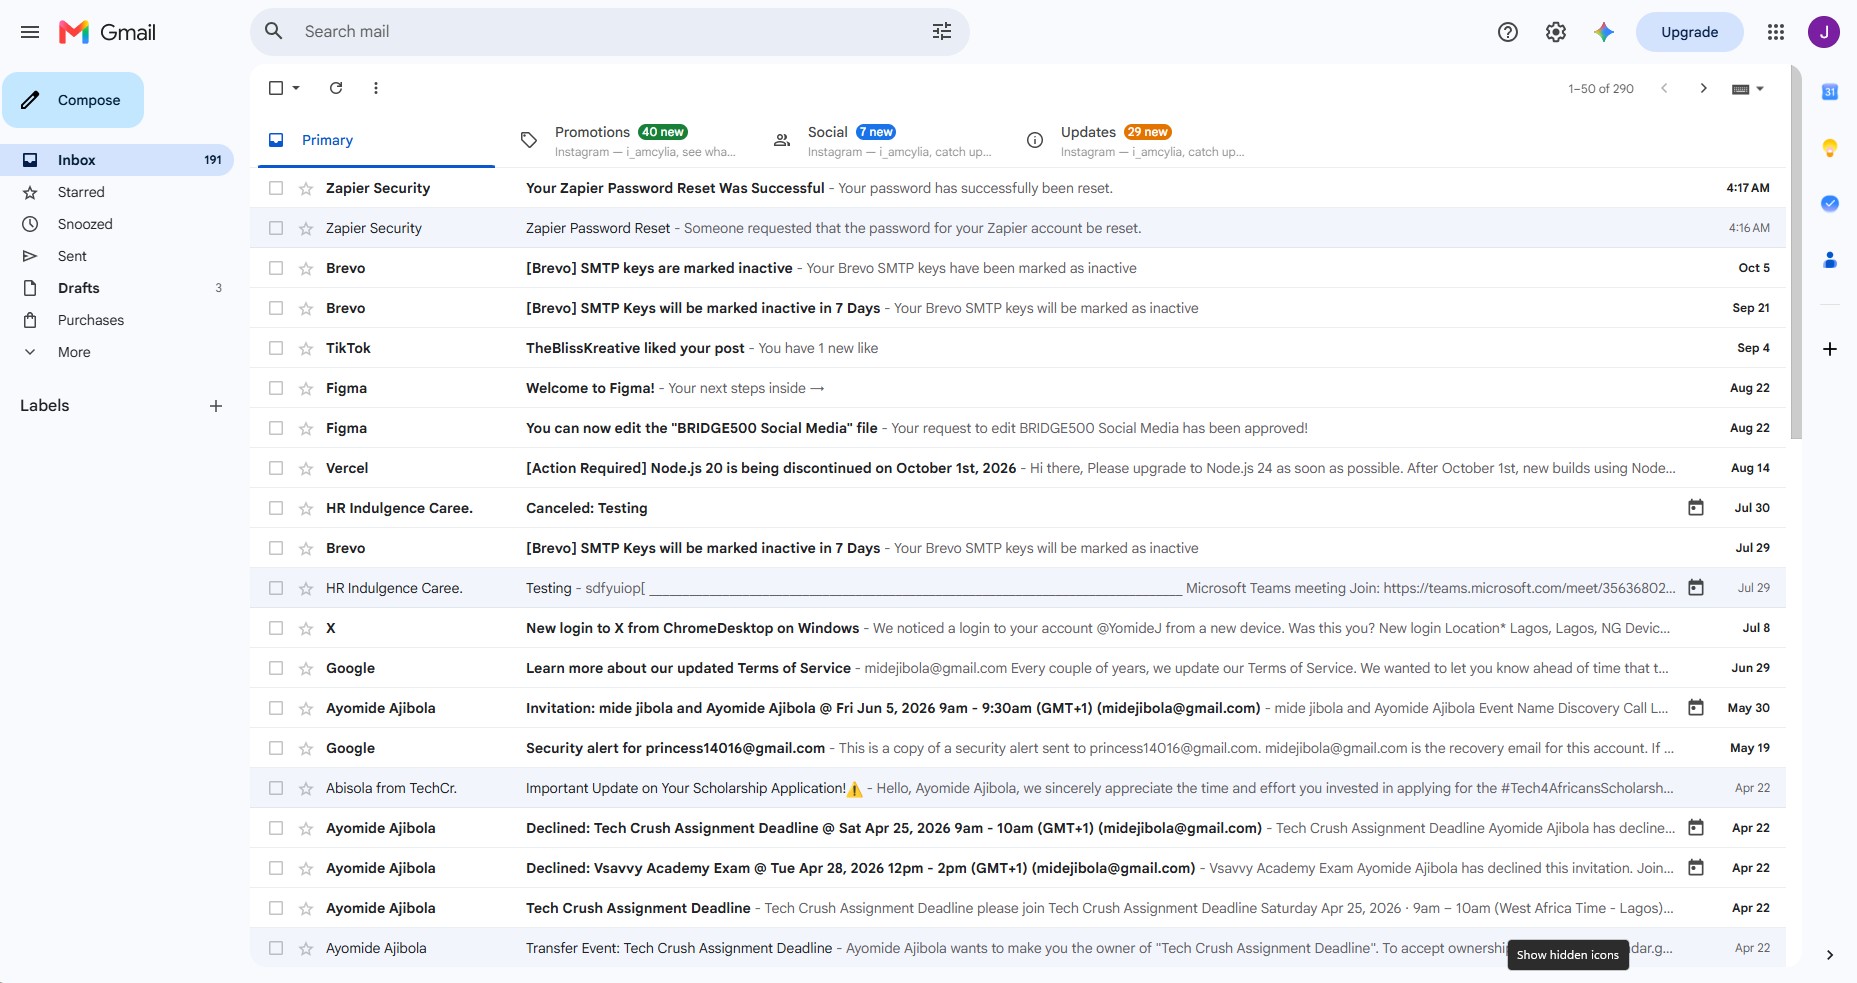 Gmail
Search mail
Upgrade
J
Compose
Inbox 191
Starred
Snoozed
Sent
Drafts 3
Purchases
More
Labels
1–50 of 290
31
Primary
Promotions 40 new
Instagram — i_amcylia, see wha...
Social 7 new
Instagram — i_amcylia, catch up...
Updates 29 new
Instagram — i_amcylia, catch up...
Zapier Security Your Zapier Password Reset Was Successful - Your password has successfully been reset. 4:17 AM
Zapier Security Zapier Password Reset - Someone requested that the password for your Zapier account be reset. 4:16 AM
Brevo [Brevo] SMTP keys are marked inactive - Your Brevo SMTP keys have been marked as inactive Oct 5
Brevo [Brevo] SMTP Keys will be marked inactive in 7 Days - Your Brevo SMTP keys will be marked as inactive Sep 21
TikTok TheBlissKreative liked your post - You have 1 new like Sep 4
Figma Welcome to Figma! - Your next steps inside → Aug 22
Figma You can now edit the "BRIDGE500 Social Media" file - Your request to edit BRIDGE500 Social Media has been approved! Aug 22
Vercel [Action Required] Node.js 20 is being discontinued on October 1st, 2026 - Hi there, Please upgrade to Node.js 24 as soon as possible. After October 1st, new builds using Node... Aug 14
HR Indulgence Caree. Canceled: Testing Jul 30
Brevo [Brevo] SMTP Keys will be marked inactive in 7 Days - Your Brevo SMTP keys will be marked as inactive Jul 29
HR Indulgence Caree. Testing - sdfyuiop[ ________________________________________________________________________________ Microsoft Teams meeting Join: https://teams.microsoft.com/meet/35636802... Jul 29
X New login to X from ChromeDesktop on Windows - We noticed a login to your account @YomideJ from a new device. Was this you? New login Location* Lagos, Lagos, NG Devic... Jul 8
Google Learn more about our updated Terms of Service - midejibola@gmail.com Every couple of years, we update our Terms of Service. We wanted to let you know ahead of time that t... Jun 29
Ayomide Ajibola Invitation: mide jibola and Ayomide Ajibola @ Fri Jun 5, 2026 9am - 9:30am (GMT+1) (midejibola@gmail.com) - mide jibola and Ayomide Ajibola Event Name Discovery Call L... May 30
Google Security alert for princess14016@gmail.com - This is a copy of a security alert sent to princess14016@gmail.com. midejibola@gmail.com is the recovery email for this account. If ... May 19
Abisola from TechCr. Important Update on Your Scholarship Application!⚠️ - Hello, Ayomide Ajibola, we sincerely appreciate the time and effort you invested in applying for the #Tech4AfricansScholarsh... Apr 22
Ayomide Ajibola Declined: Tech Crush Assignment Deadline @ Sat Apr 25, 2026 9am - 10am (GMT+1) (midejibola@gmail.com) - Tech Crush Assignment Deadline Ayomide Ajibola has decline... Apr 22
Ayomide Ajibola Declined: Vsavvy Academy Exam @ Tue Apr 28, 2026 12pm - 2pm (GMT+1) (midejibola@gmail.com) - Vsavvy Academy Exam Ayomide Ajibola has declined this invitation. Join... Apr 22
Ayomide Ajibola Tech Crush Assignment Deadline - Tech Crush Assignment Deadline please join Tech Crush Assignment Deadline Saturday Apr 25, 2026 · 9am – 10am (West Africa Time - Lagos)... Apr 22
Ayomide Ajibola Transfer Event: Tech Crush Assignment Deadline - Ayomide Ajibola wants to make you the owner of "Tech Crush Assignment Deadline". To accept ownership dar.g... Apr 22
Show hidden icons